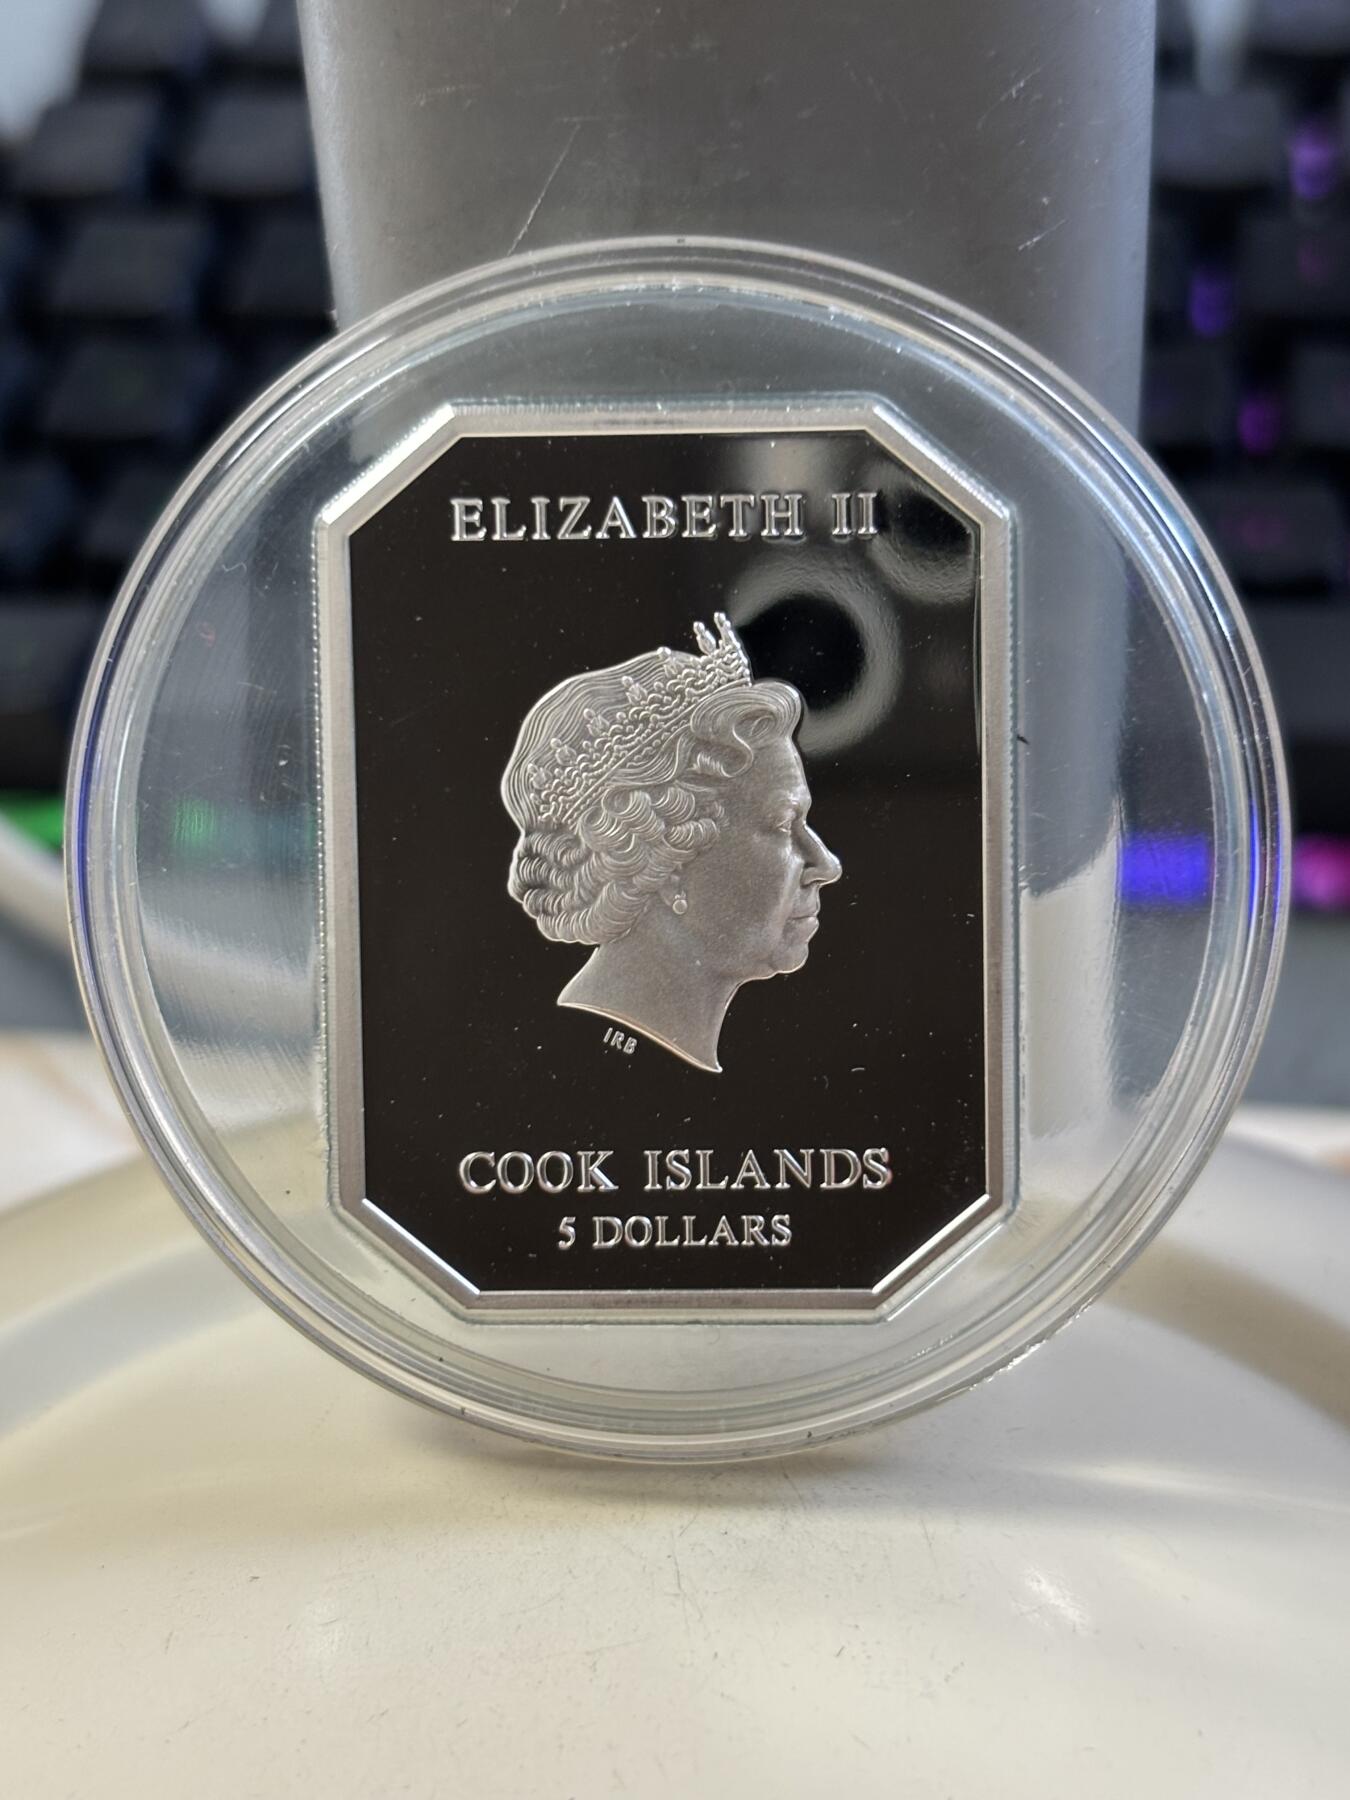 ELIZABETH II
IRB
COOK ISLANDS
5 DOLLARS